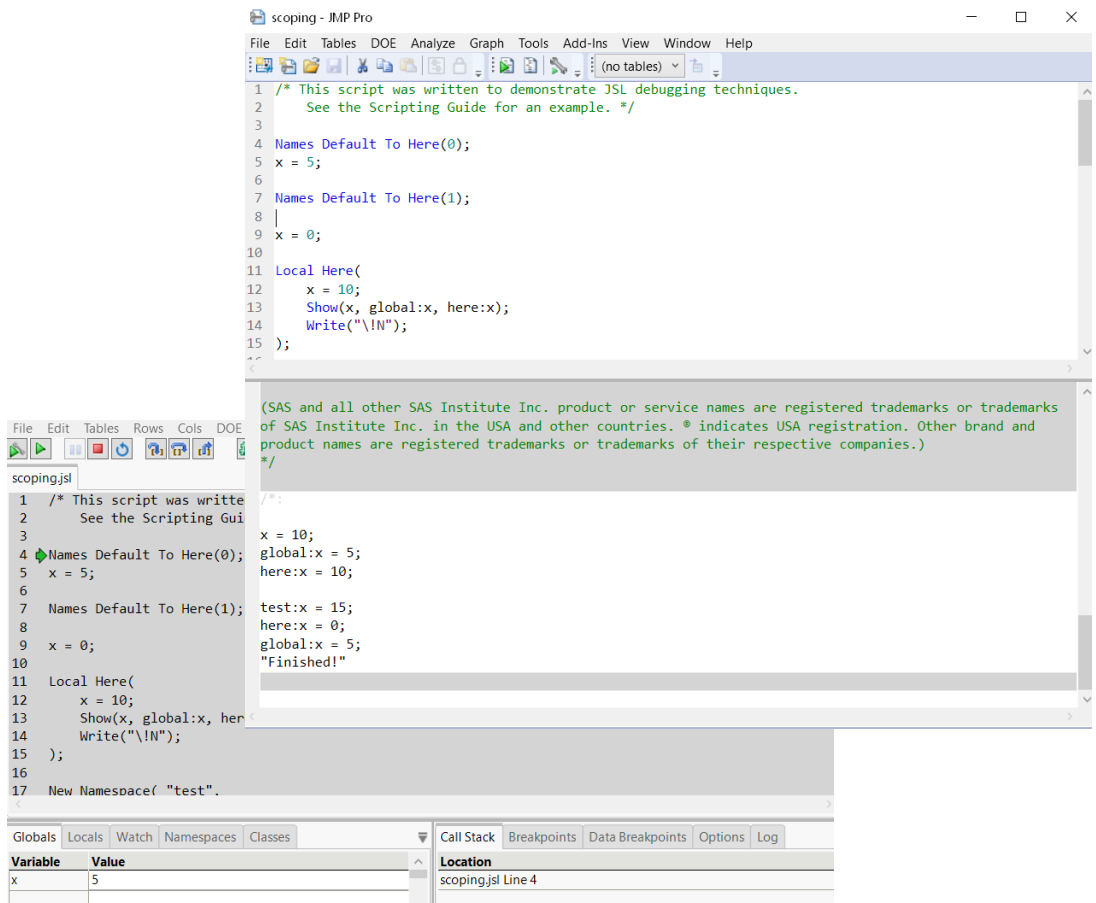 scoping - JMP Pro
File Edit Tables DOE Analyze Graph Tools Add-Ins View Window Help
(no tables)
1 /* This script was written to demonstrate JSL debugging techniques.
2 See the Scripting Guide for an example. */
3
4 Names Default To Here(0);
5 x = 5;
6
7 Names Default To Here(1);
8
9 x = 0;
10
11 Local Here(
12 x = 10;
13 Show(x, global:x, here:x);
14 Write("\!N");
15 );
(SAS and all other SAS Institute Inc. product or service names are registered trademarks or trademarks
of SAS Institute Inc. in the USA and other countries. ® indicates USA registration. Other brand and
product names are registered trademarks or trademarks of their respective companies.)
*/
/*:
x = 10;
global:x = 5;
here:x = 10;
test:x = 15;
here:x = 0;
global:x = 5;
"Finished!"
File Edit Tables Rows Cols DOE
scoping.jsl
1 /* This script was writte
2 See the Scripting Gui
3
4 Names Default To Here(0);
5 x = 5;
6
7 Names Default To Here(1);
8
9 x = 0;
10
11 Local Here(
12 x = 10;
13 Show(x, global:x, her
14 Write("\!N");
15 );
16
17 New Namespace( "test",
Globals Locals Watch Namespaces Classes
Variable Value
x 5
Call Stack Breakpoints Data Breakpoints Options Log
Location
scoping.jsl Line 4